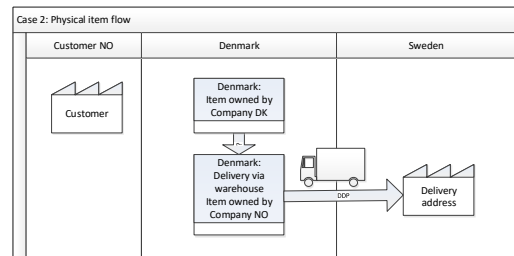 Case 2: Physical item flow
Customer NO
Denmark
Sweden
Customer
Denmark:
Item owned by
Company DK
~
Denmark:
Delivery via
warehouse
Item owned by
Company NO
DDP
Delivery
address